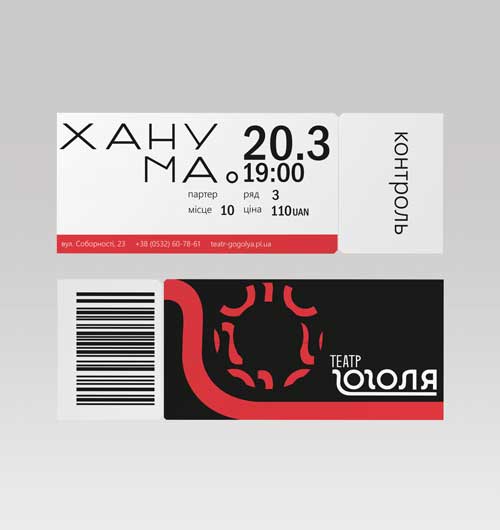 ХАНУ
МА.
20.3
19:00
партер ряд 3
місце 10 ціна 110UAN
вул. Соборності, 23 +38 (0532) 60-78-61 teatr-gogolya.pl.ua
контроль
ТЕАТР
ГОГОЛЯ